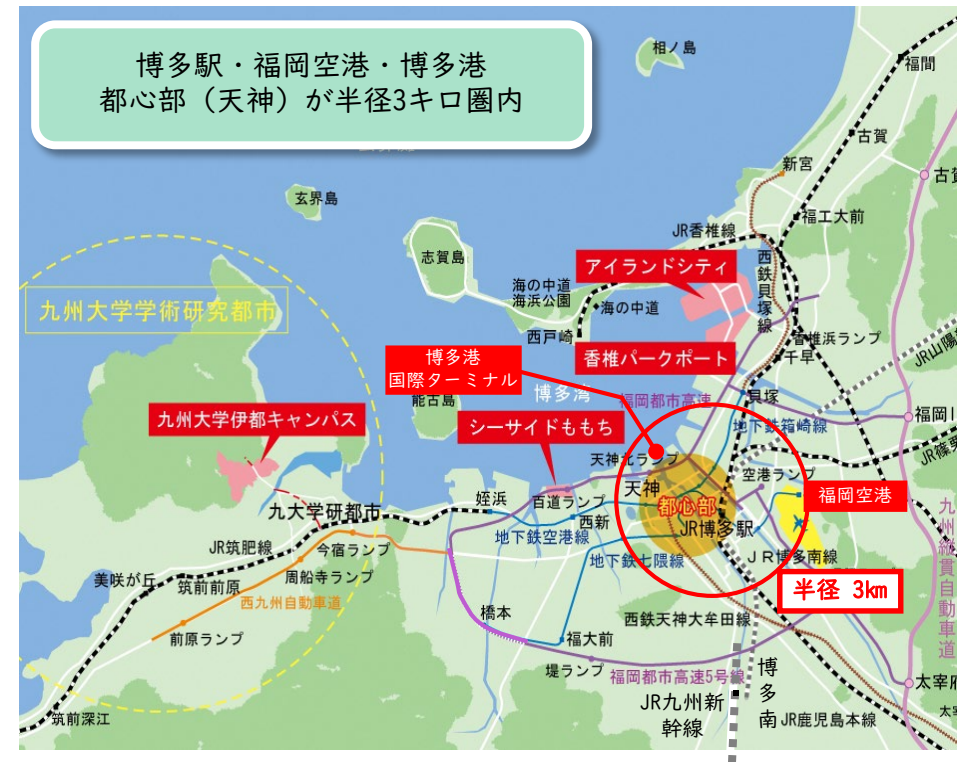 博多駅・福岡空港・博多港
都心部（天神）が半径3キロ圏内
相ノ島
福間
古賀
新宮
玄界島
福工大前
JR香椎線
志賀島
アイランドシティ
西鉄貝塚線
海の中道
海浜公園
海の中道
九州大学学術研究都市
西戸崎
香椎浜ランプ
香椎パークポート
千早
博多港
国際ターミナル
博多湾
能古島
福岡都市高速
貝塚
九州大学伊都キャンパス
シーサイドももち
地下鉄箱崎線
天神北ランプ
空港ランプ
天神
姪浜
百道ランプ
福岡空港
都心部
九大学研都市
西新
JR博多駅
地下鉄空港線
JR筑肥線
今宿ランプ
地下鉄七隈線
ＪＲ博多南線
美咲が丘
筑前前原
周船寺ランプ
半径 3km
西九州自動車道
九州縦貫自動車道
橋本
西鉄天神大牟田線
前原ランプ
福大前
堤ランプ
福岡都市高速5号線
博多南
JR九州新
幹線
筑前深江
JR鹿児島本線